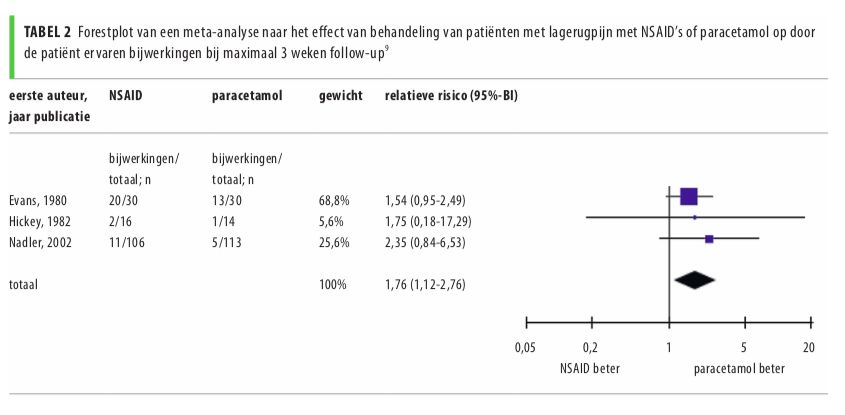 TABEL 2 Forestplot van een meta-analyse naar het effect van behandeling van patiënten met lagerugpijn met NSAID’s of paracetamol op door
de patiënt ervaren bijwerkingen bij maximaal 3 weken follow-up⁹
eerste auteur, NSAID paracetamol gewicht relatieve risico (95%-BI)
jaar publicatie
bijwerkingen/ bijwerkingen/
totaal; n totaal; n
Evans, 1980 20/30 13/30 68,8% 1,54 (0,95-2,49)
Hickey, 1982 2/16 1/14 5,6% 1,75 (0,18-17,29)
Nadler, 2002 11/106 5/113 25,6% 2,35 (0,84-6,53)
totaal 100% 1,76 (1,12-2,76)
0,05 0,2 1 5 20
NSAID beter paracetamol beter